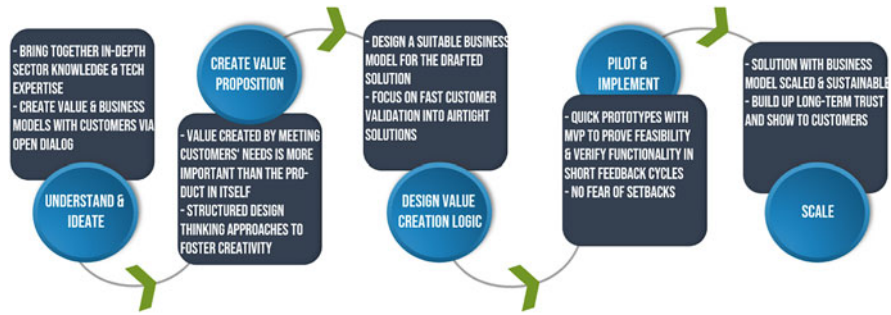 - BRING TOGETHER IN-DEPTH
SECTOR KNOWLEDGE & TECH
EXPERTISE
- CREATE VALUE & BUSINESS
MODELS WITH CUSTOMERS VIA
OPEN DIALOG
UNDERSTAND &
IDEATE
CREATE VALUE
PROPOSITION
- VALUE CREATED BY MEETING
CUSTOMERS' NEEDS IS MORE
IMPORTANT THAN THE PRO-
DUCT IN ITSELF
- STRUCTURED DESIGN
THINKING APPROACHES TO
FOSTER CREATIVITY
- DESIGN A SUITABLE BUSINESS
MODEL FOR THE DRAFTED
SOLUTION
- FOCUS ON FAST CUSTOMER
VALIDATION INTO AIRTIGHT
SOLUTIONS
DESIGN VALUE
CREATION LOGIC
PILOT &
IMPLEMENT
- QUICK PROTOTYPES WITH
MVP TO PROVE FEASIBILITY
& VERIFY FUNCTIONALITY IN
SHORT FEEDBACK CYCLES
- NO FEAR OF SETBACKS
- SOLUTION WITH BUSINESS
MODEL SCALED & SUSTAINABLE
- BUILD UP LONG-TERM TRUST
AND SHOW TO CUSTOMERS
SCALE